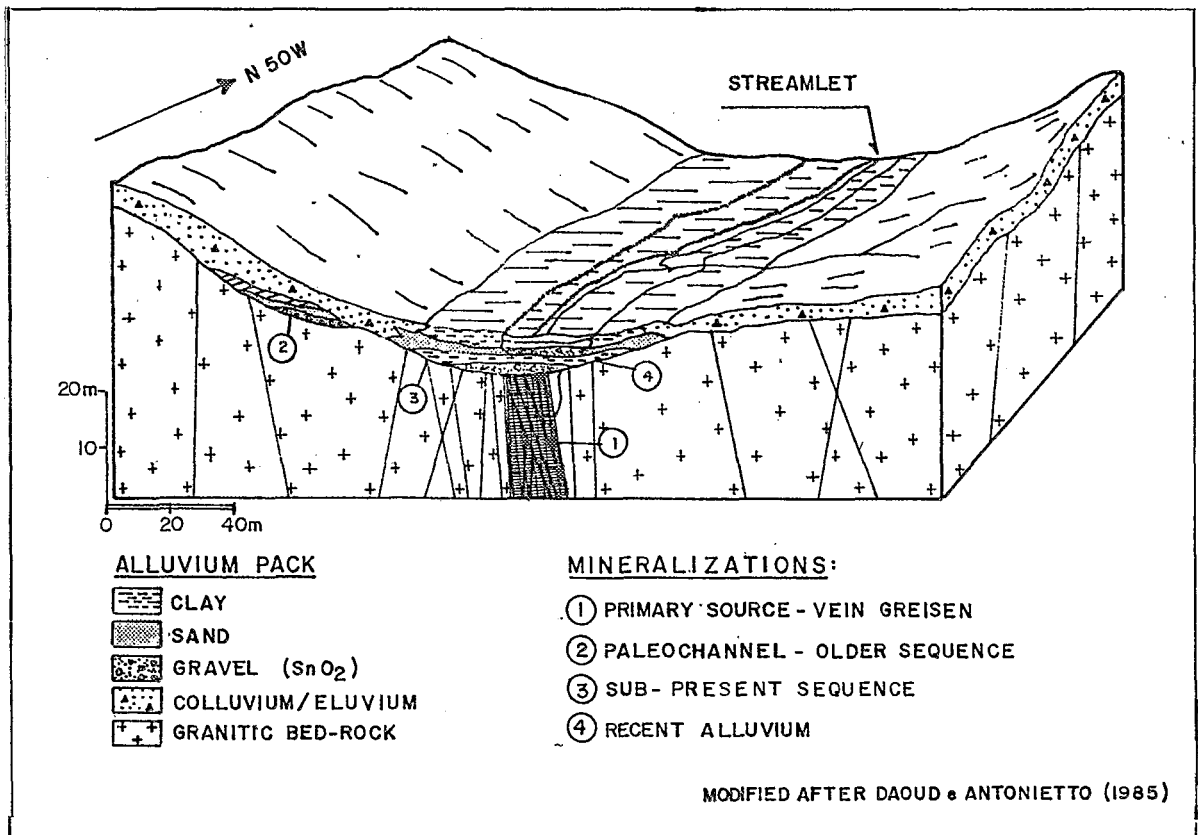 N 50W
STREAMLET
2
3
4
1
20m
10
0 20 40m
ALLUVIUM PACK
CLAY
SAND
GRAVEL (SnO₂)
COLLUVIUM/ELUVIUM
GRANITIC BED-ROCK
MINERALIZATIONS:
1 PRIMARY SOURCE - VEIN GREISEN
2 PALEOCHANNEL - OLDER SEQUENCE
3 SUB-PRESENT SEQUENCE
4 RECENT ALLUVIUM
MODIFIED AFTER DAOUD e ANTONIETTO (1985)